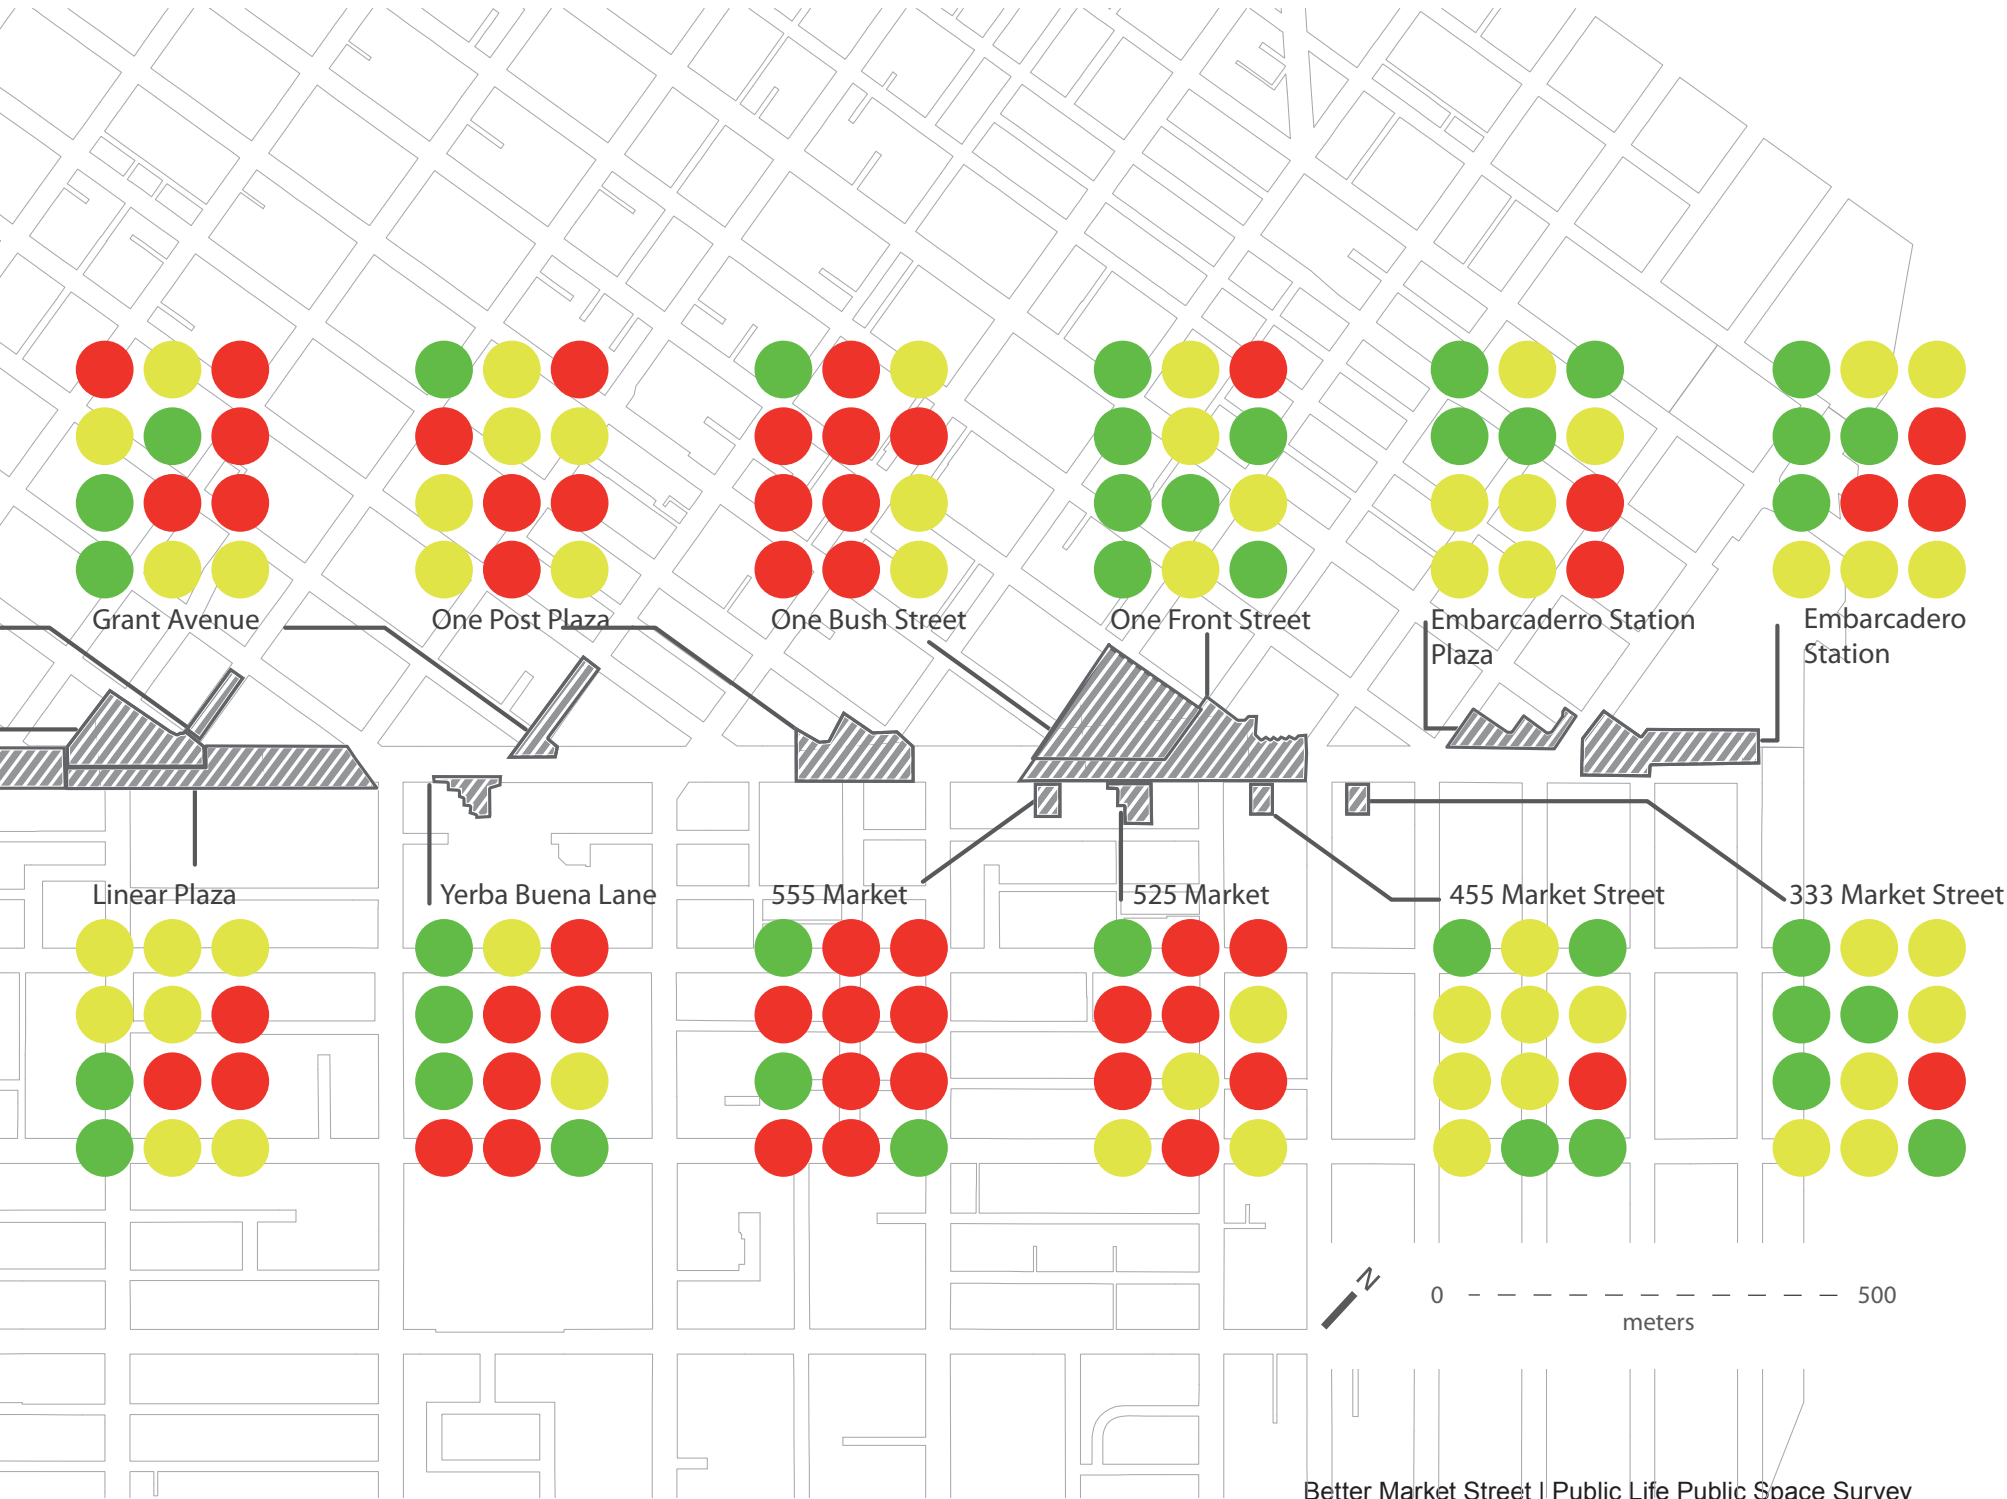 Grant Avenue
One Post Plaza
One Bush Street
One Front Street
Embarcaderro Station
Plaza
Embarcadero
Station
Linear Plaza
Yerba Buena Lane
555 Market
525 Market
455 Market Street
333 Market Street
N
0
500
meters
Better Market Street | Public Life Public Space Survey